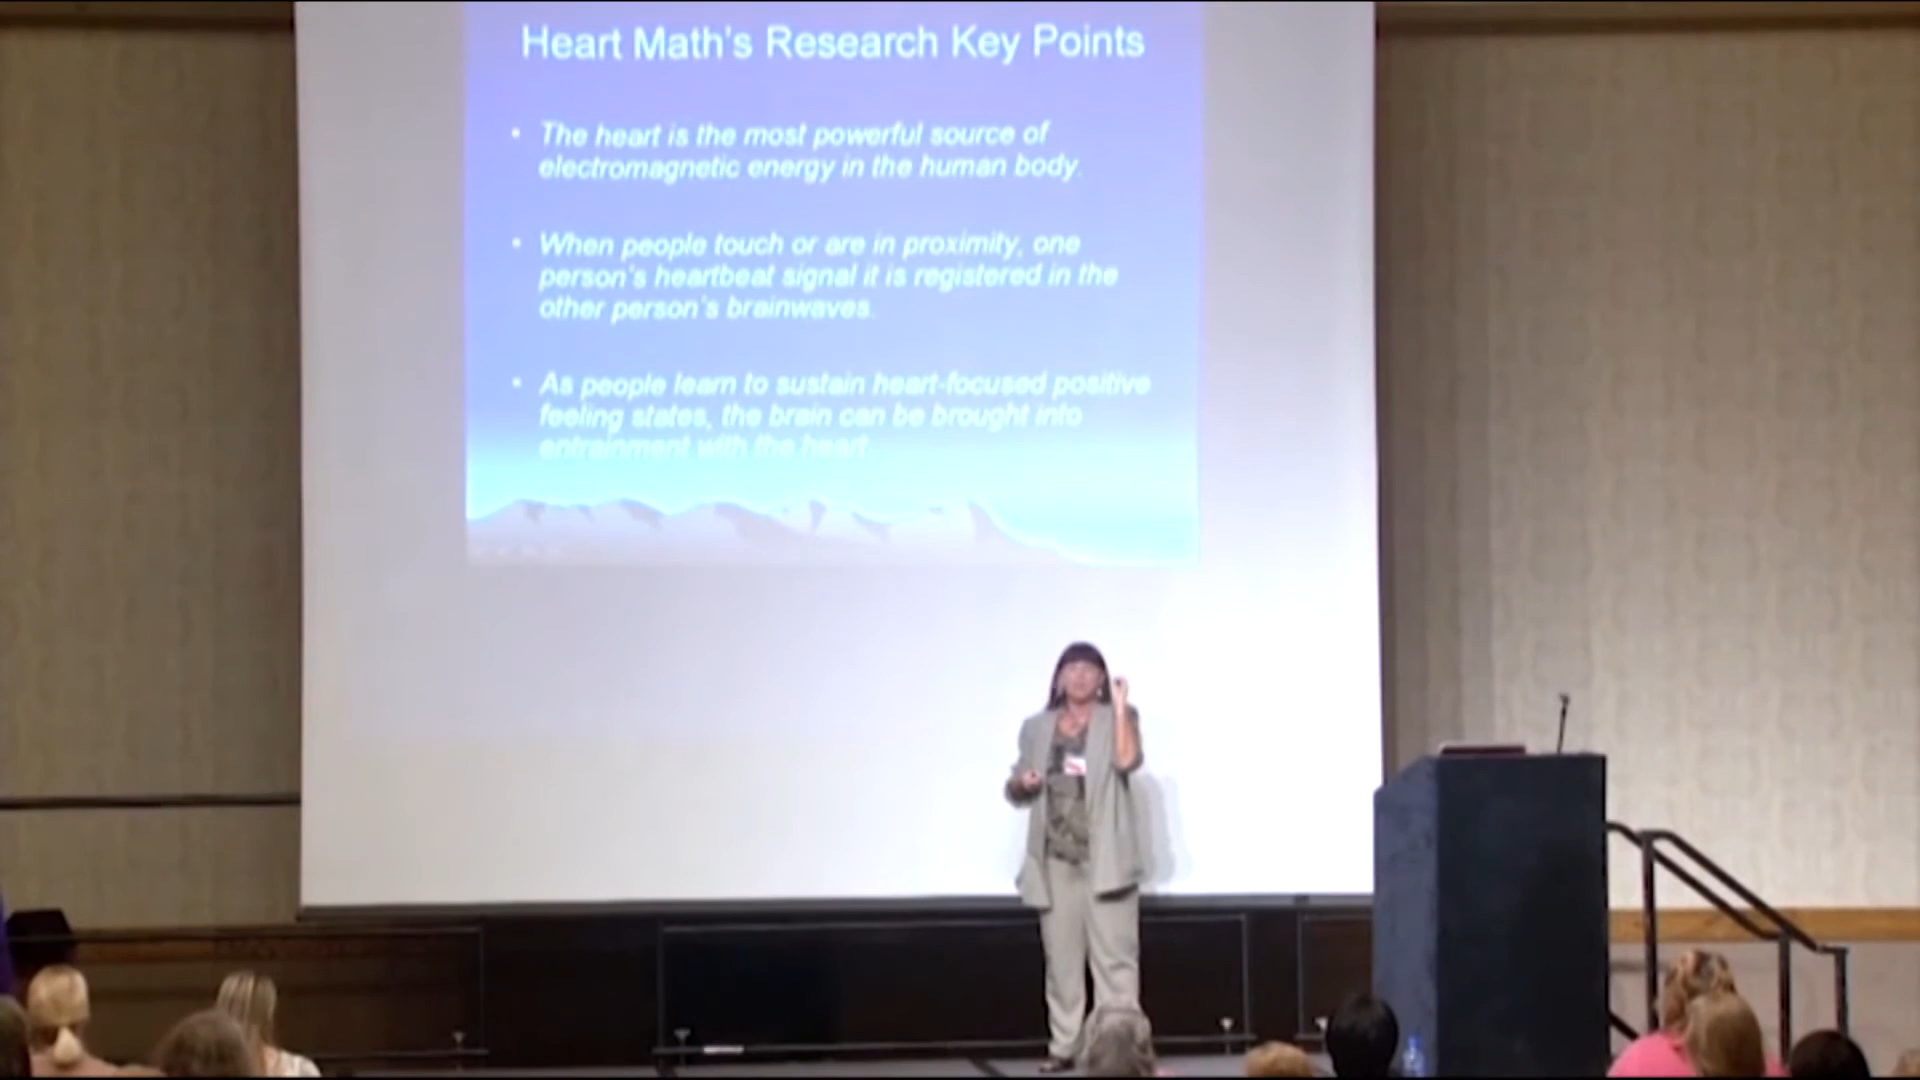 Heart Math's Research Key Points
• The heart is the most powerful source of
electromagnetic energy in the human body.
• When people touch or are in proximity, one
person's heartbeat signal it is registered in the
other person's brainwaves.
• As people learn to sustain heart-focused positive
feeling states, the brain can be brought into
entrainment with the heart.